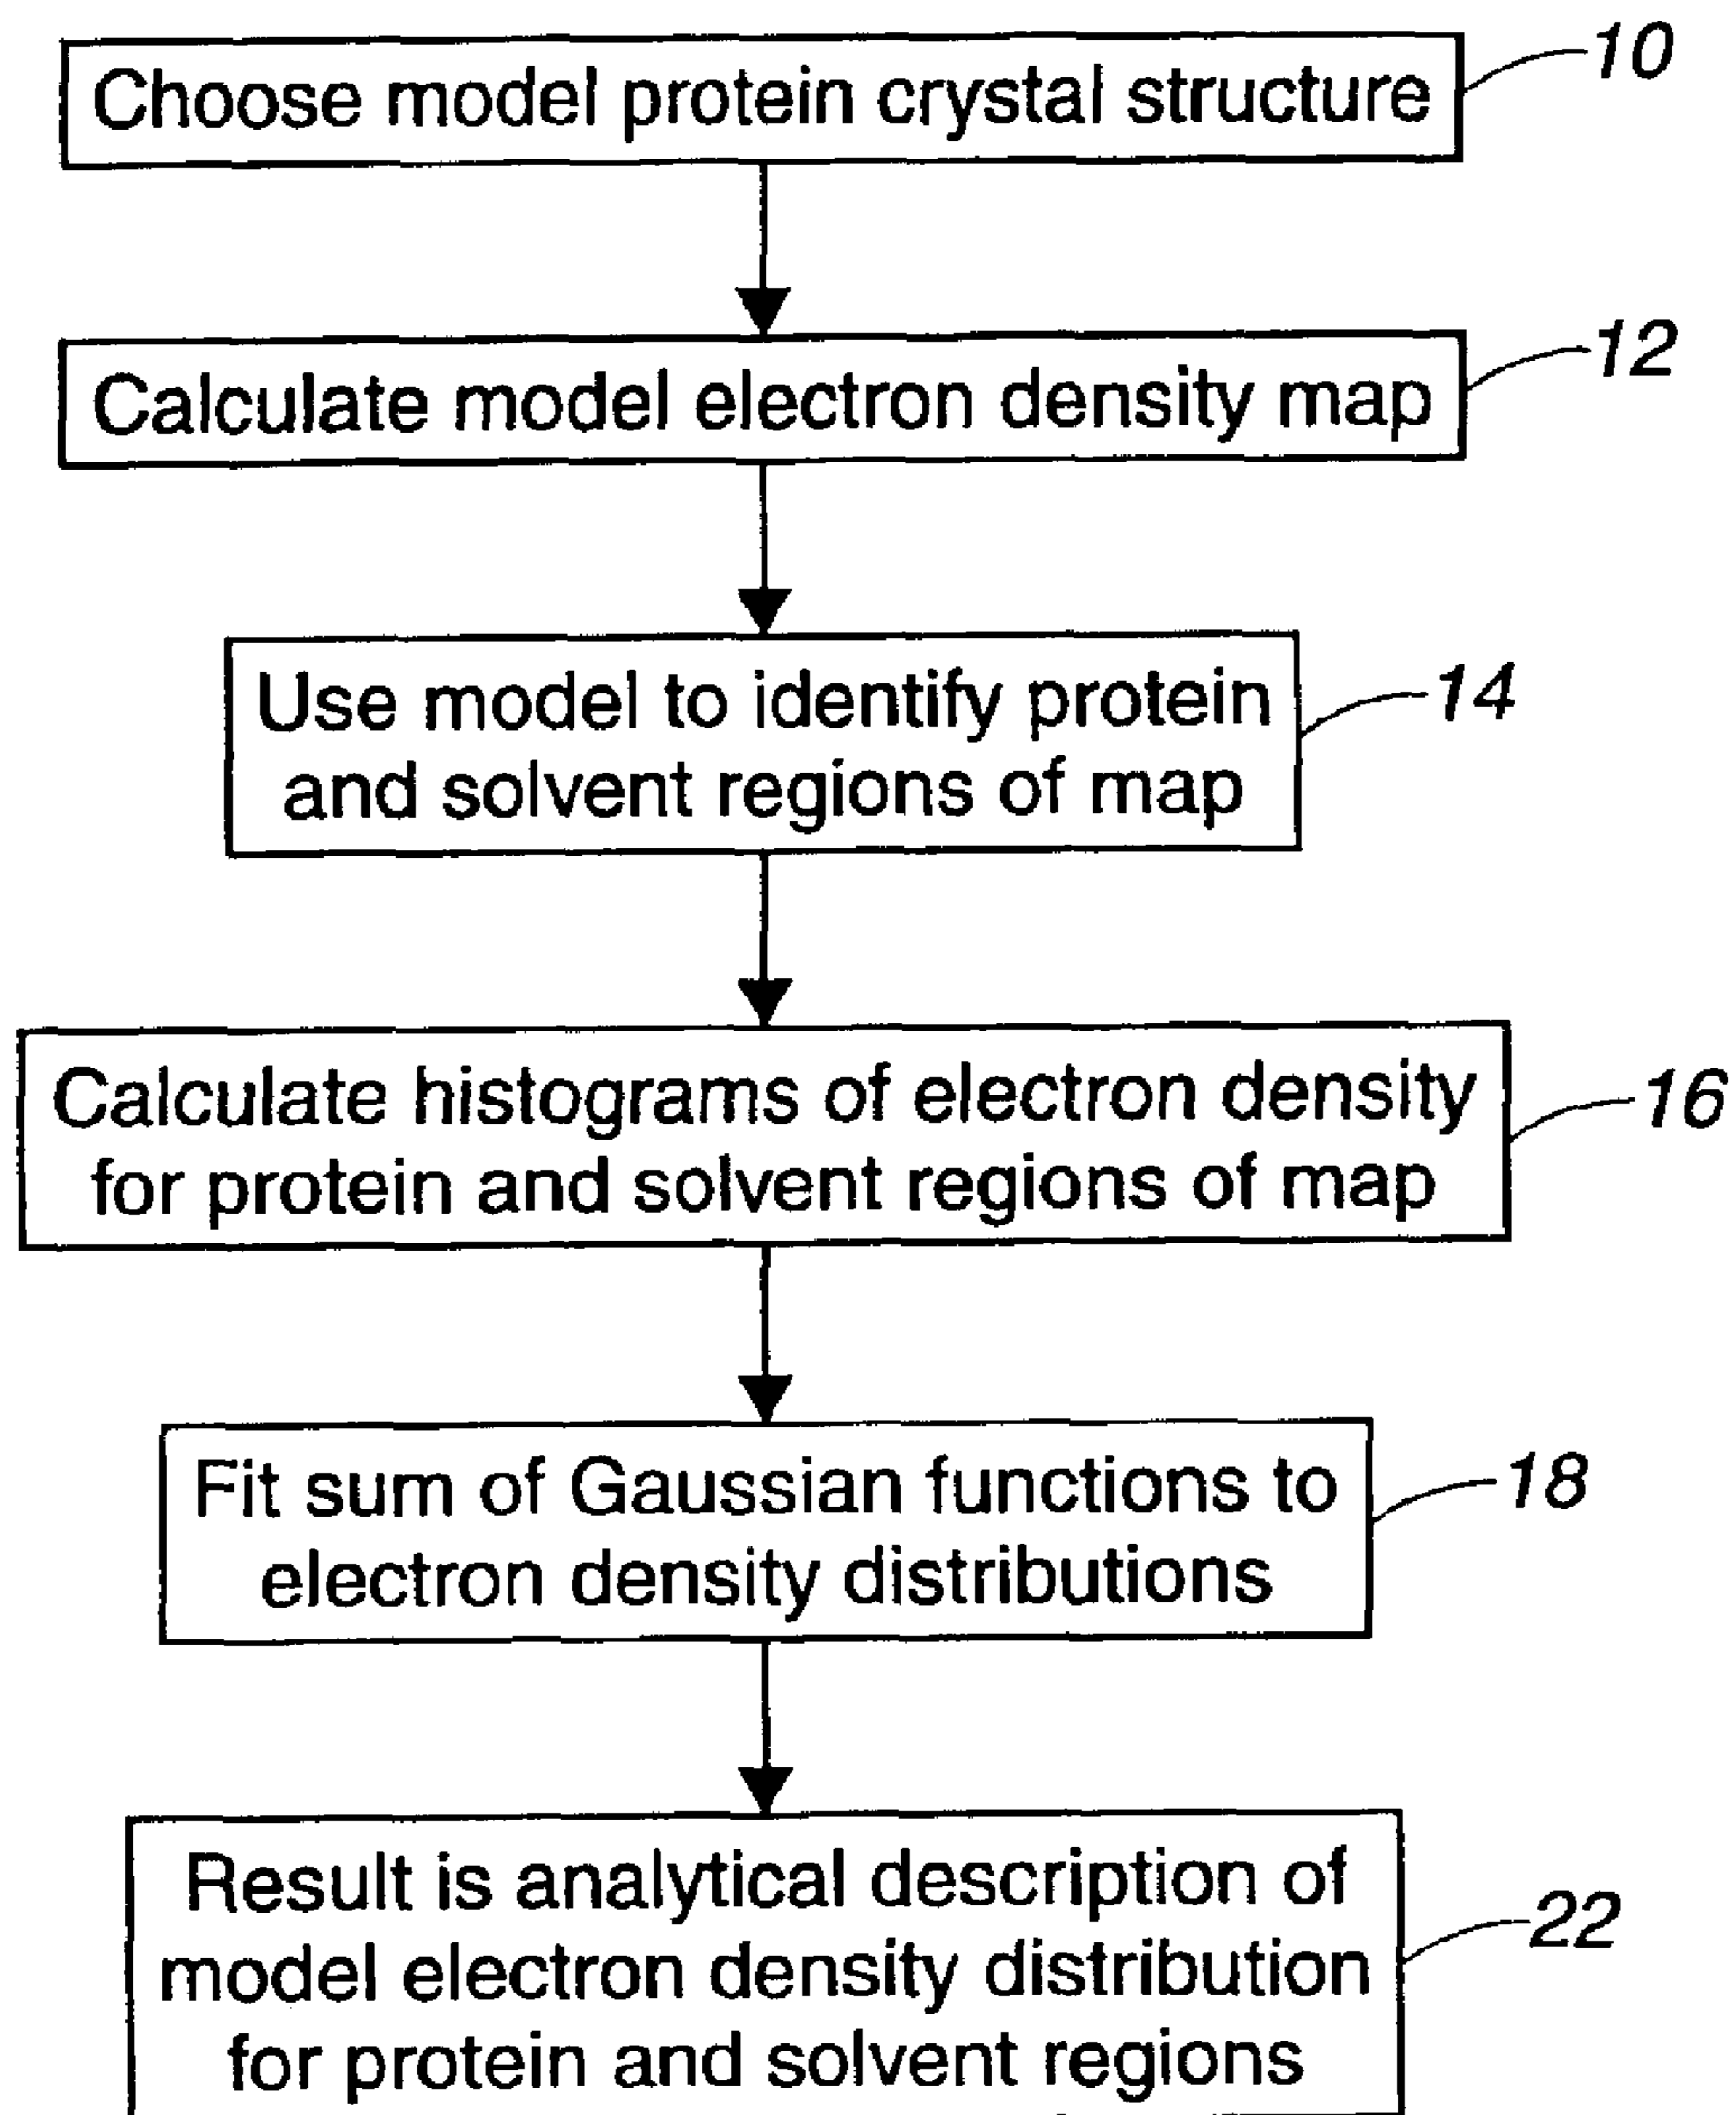 Choose model protein crystal structure
10
Calculate model electron density map
12
Use model to identify protein
and solvent regions of map
14
Calculate histograms of electron density
for protein and solvent regions of map
16
Fit sum of Gaussian functions to
electron density distributions
18
Result is analytical description of
model electron density distribution
for protein and solvent regions
22